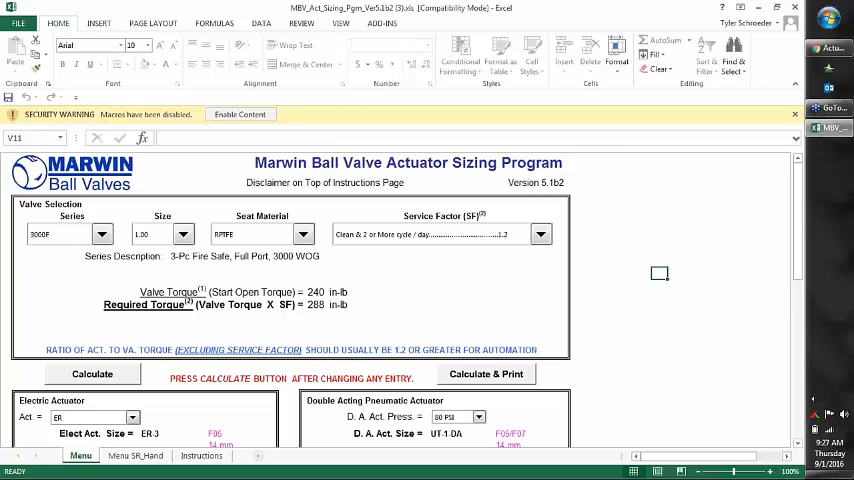 MBV_Act_Sizing_Pgm_Ver5.1b2 (3).xls [Compatibility Mode] - Excel
FILE HOME INSERT PAGE LAYOUT FORMULAS DATA REVIEW VIEW ADD-INS Tyler Schroeder
Paste Arial 10 Wrap Text Merge & Center Conditional Formatting Format as Table Cell Styles Insert Delete Format AutoSum Fill Clear Sort & Filter Find & Select
Clipboard Font Alignment Number Styles Cells Editing
SECURITY WARNING Macros have been disabled. Enable Content
V11
MARWIN
Ball Valves
Marwin Ball Valve Actuator Sizing Program
Disclaimer on Top of Instructions Page Version 5.1b2
Valve Selection
Series Size Seat Material Service Factor (SF)(2)
3000F 1.00 RPTFE Clean & 2 or More cycle / day............................1.2
Series Description: 3-Pc Fire Safe, Full Port, 3000 WOG
Valve Torque(1) (Start Open Torque) = 240 in-lb
Required Torque(2) (Valve Torque X SF) = 288 in-lb
RATIO OF ACT. TO VA. TORQUE (EXCLUDING SERVICE FACTOR) SHOULD USUALLY BE 1.2 OR GREATER FOR AUTOMATION
Calculate PRESS CALCULATE BUTTON AFTER CHANGING ANY ENTRY. Calculate & Print
Electric Actuator Double Acting Pneumatic Actuator
Act. = ER D. A. Act. Press. = 80 PSI
Elect Act. Size = ER-3 F05 D. A. Act. Size = UT-1-DA F05/F07
14 mm 14 mm
Menu Menu SR_Hand Instructions
READY 100%
Actu...
GoTo...
MBV_...
9:27 AM
Thursday
9/1/2016